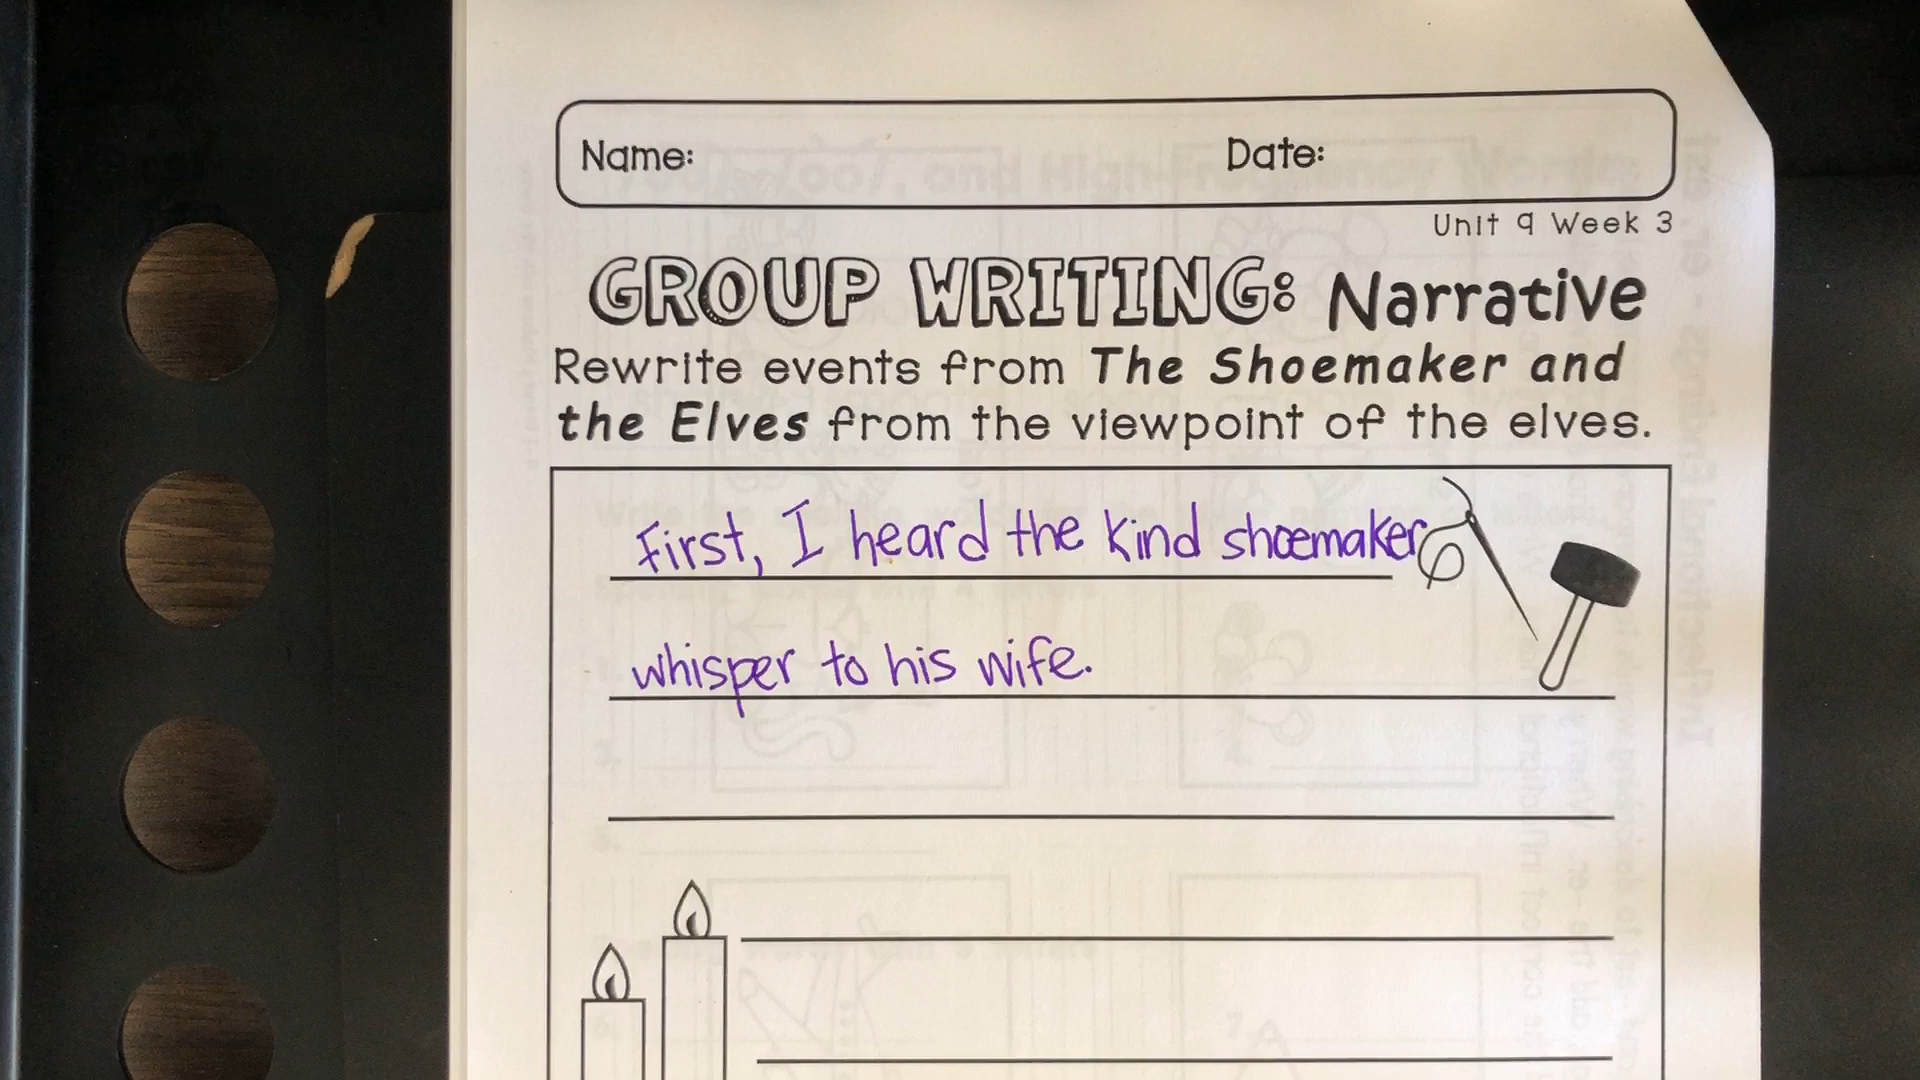 Name: Date:
Unit 9 Week 3
GROUP WRITING: Narrative
Rewrite events from The Shoemaker and
the Elves from the viewpoint of the elves.
First, I heard the kind shoemaker
whisper to his wife.